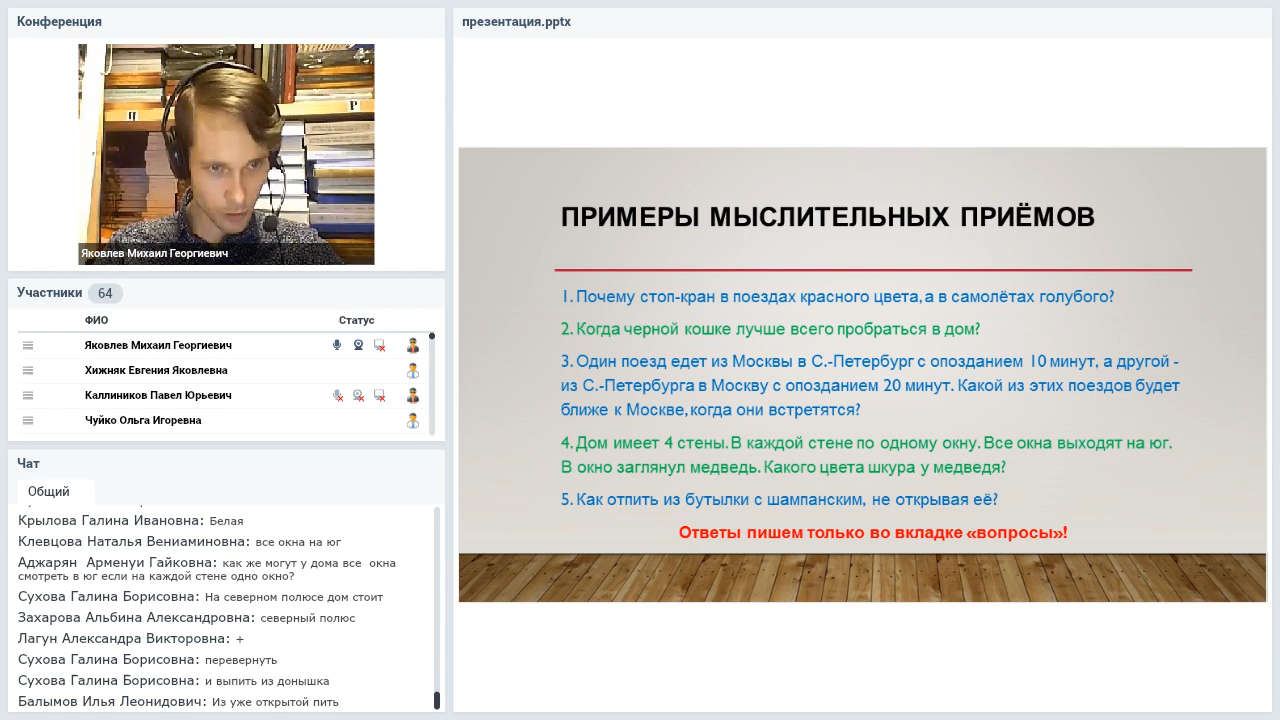 Конференция
Ч
Р
Яковлев Михаил Георгиевич
Участники 64
ФИО Статус
Яковлев Михаил Георгиевич
Хижняк Евгения Яковлевна
Каллиников Павел Юрьевич
Чуйко Ольга Игоревна
Чат
Общий
Крылова Галина Ивановна: Белая
Клевцова Наталья Вениаминовна: все окна на юг
Аджарян Арменуи Гайковна: как же могут у дома все окна
смотреть в юг если на каждой стене одно окно?
Сухова Галина Борисовна: На северном полюсе дом стоит
Захарова Альбина Александровна: северный полюс
Лагун Александра Викторовна: +
Сухова Галина Борисовна: перевернуть
Сухова Галина Борисовна: и выпить из донышка
Балымов Илья Леонидович: Из уже открытой пить
презентация.pptx
ПРИМЕРЫ МЫСЛИТЕЛЬНЫХ ПРИЁМОВ
1. Почему стоп-кран в поездах красного цвета, а в самолётах голубого?
2. Когда черной кошке лучше всего пробраться в дом?
3. Один поезд едет из Москвы в С.-Петербург с опозданием 10 минут, а другой -
из С.-Петербурга в Москву с опозданием 20 минут. Какой из этих поездов будет
ближе к Москве, когда они встретятся?
4. Дом имеет 4 стены. В каждой стене по одному окну. Все окна выходят на юг.
В окно заглянул медведь. Какого цвета шкура у медведя?
5. Как отпить из бутылки с шампанским, не открывая её?
Ответы пишем только во вкладке «вопросы»!